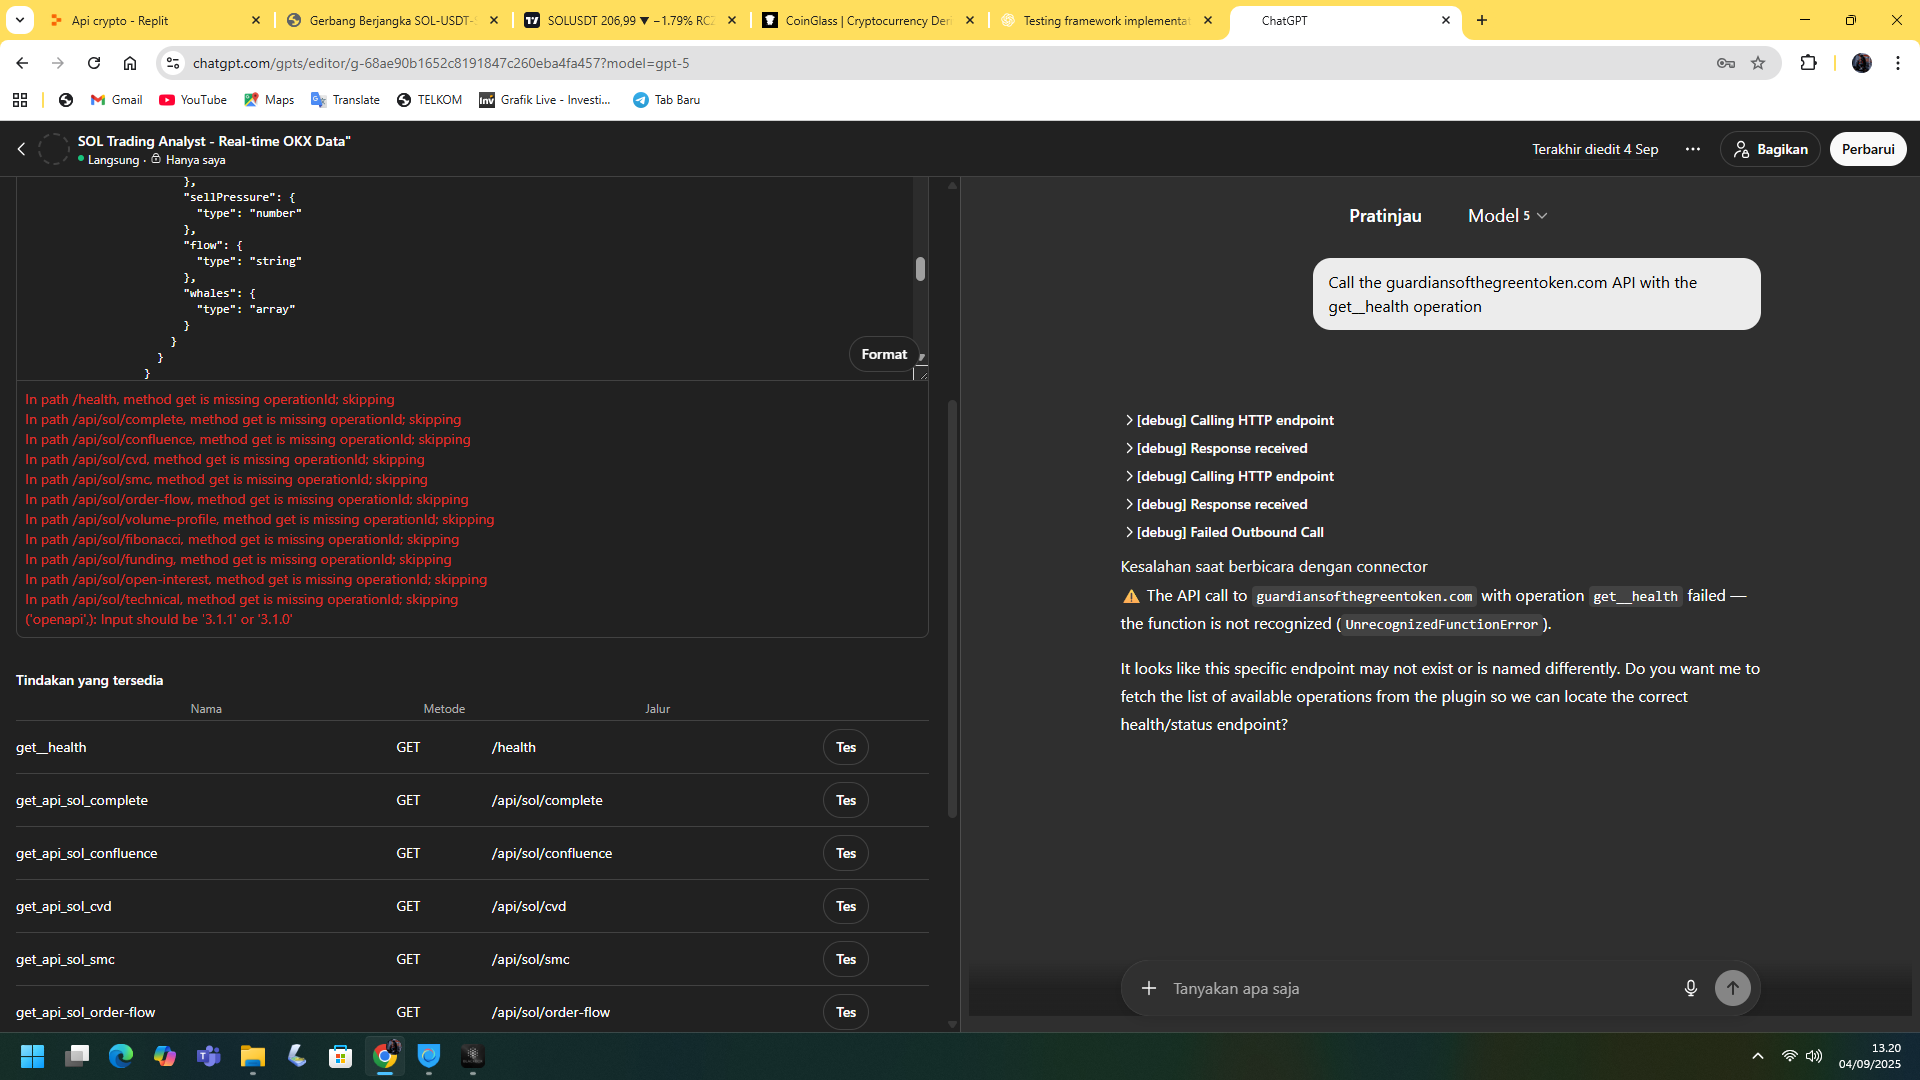 Api crypto - Replit
Gerbang Berjangka SOL-USDT-S
SOLUSDT 206,99 ▼ −1.79% RCZ
CoinGlass | Cryptocurrency Deri
Testing framework implementat
ChatGPT
chatgpt.com/gpts/editor/g-68ae90b1652c8191847c260eba4fa457?model=gpt-5
Gmail
YouTube
Maps
Translate
TELKOM
Grafik Live - Investi...
Tab Baru
SOL Trading Analyst - Real-time OKX Data"
Langsung · Hanya saya
Terakhir diedit 4 Sep
Bagikan
Perbarui
},
"sellPressure": {
"type": "number"
},
"flow": {
"type": "string"
},
"whales": {
"type": "array"
}
}
}
}
Format
In path /health, method get is missing operationId; skipping
In path /api/sol/complete, method get is missing operationId; skipping
In path /api/sol/confluence, method get is missing operationId; skipping
In path /api/sol/cvd, method get is missing operationId; skipping
In path /api/sol/smc, method get is missing operationId; skipping
In path /api/sol/order-flow, method get is missing operationId; skipping
In path /api/sol/volume-profile, method get is missing operationId; skipping
In path /api/sol/fibonacci, method get is missing operationId; skipping
In path /api/sol/funding, method get is missing operationId; skipping
In path /api/sol/open-interest, method get is missing operationId; skipping
In path /api/sol/technical, method get is missing operationId; skipping
('openapi',): Input should be '3.1.1' or '3.1.0'
Tindakan yang tersedia
Nama Metode Jalur
get__health GET /health Tes
get_api_sol_complete GET /api/sol/complete Tes
get_api_sol_confluence GET /api/sol/confluence Tes
get_api_sol_cvd GET /api/sol/cvd Tes
get_api_sol_smc GET /api/sol/smc Tes
get_api_sol_order-flow GET /api/sol/order-flow Tes
Pratinjau
Model 5
Call the guardiansofthegreentoken.com API with the
get__health operation
[debug] Calling HTTP endpoint
[debug] Response received
[debug] Calling HTTP endpoint
[debug] Response received
[debug] Failed Outbound Call
Kesalahan saat berbicara dengan connector
⚠️ The API call to guardiansofthegreentoken.com with operation get__health failed —
the function is not recognized (UnrecognizedFunctionError).
It looks like this specific endpoint may not exist or is named differently. Do you want me to
fetch the list of available operations from the plugin so we can locate the correct
health/status endpoint?
Tanyakan apa saja
13.20
04/09/2025